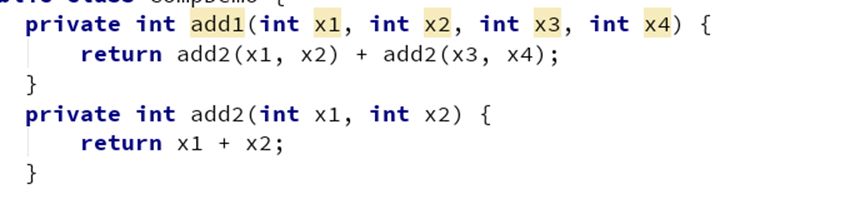 private int add1(int x1, int x2, int x3, int x4) {
    return add2(x1, x2) + add2(x3, x4);
}
private int add2(int x1, int x2) {
    return x1 + x2;
}